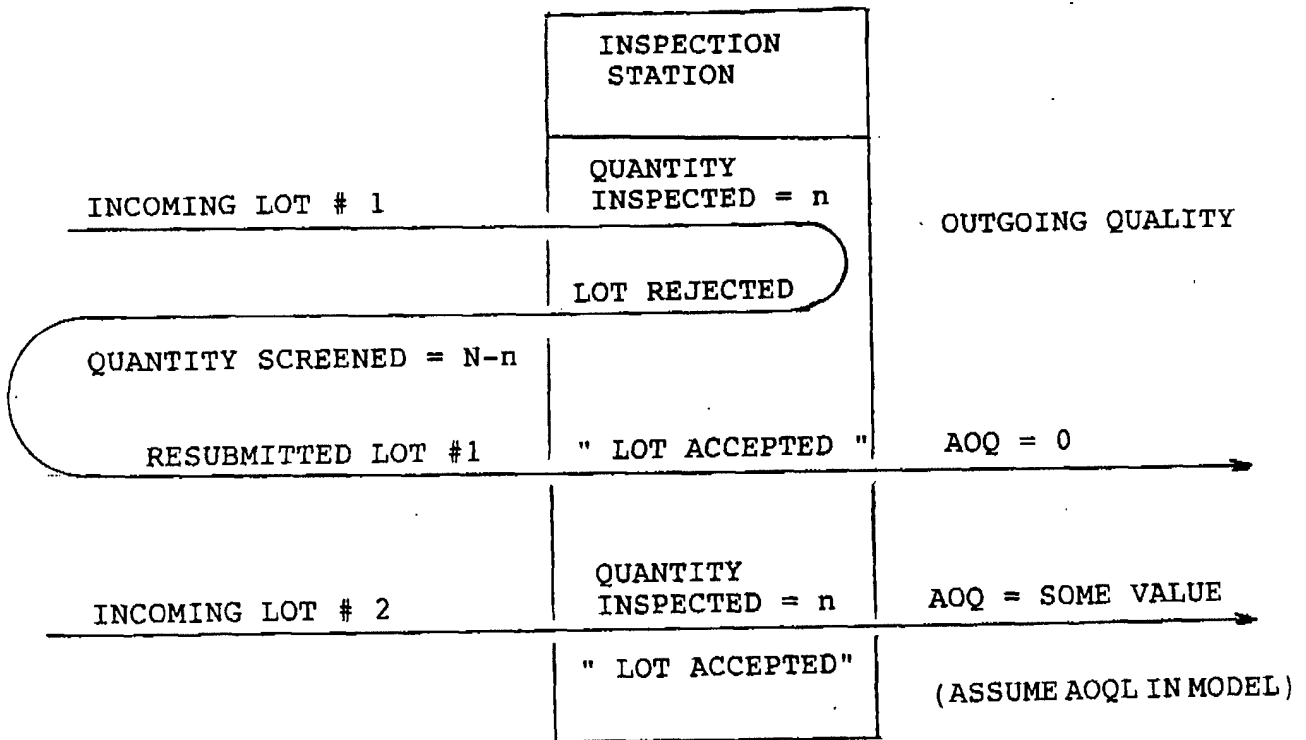 INSPECTION
STATION
QUANTITY
INSPECTED = n
INCOMING LOT # 1
OUTGOING QUALITY
LOT REJECTED
QUANTITY SCREENED = N-n
RESUBMITTED LOT #1
" LOT ACCEPTED "
AOQ = 0
QUANTITY
INSPECTED = n
INCOMING LOT # 2
AOQ = SOME VALUE
" LOT ACCEPTED"
(ASSUME AOQL IN MODEL)